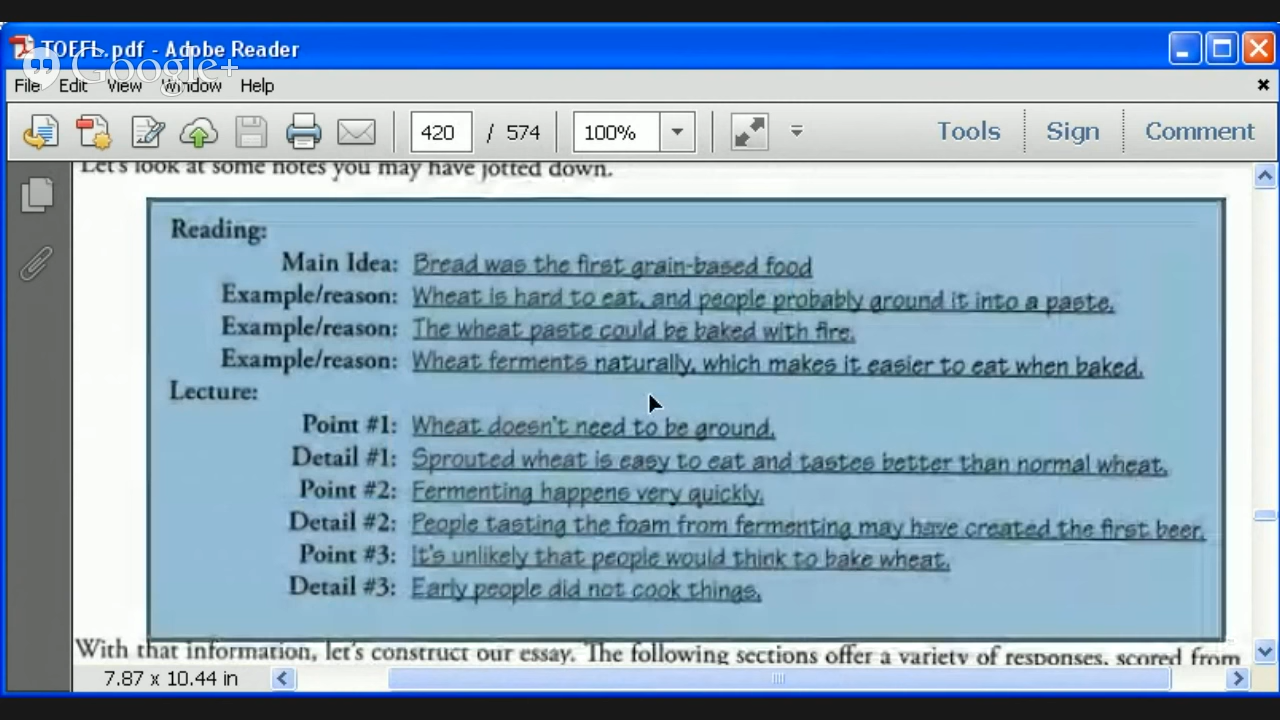 TOEFL.pdf - Adobe Reader
Google+
File Edit View Window Help
420 / 574 100% Tools Sign Comment
Let's look at some notes you may have jotted down.
Reading:
Main Idea: Bread was the first grain-based food
Example/reason: Wheat is hard to eat, and people probably ground it into a paste.
Example/reason: The wheat paste could be baked with fire.
Example/reason: Wheat ferments naturally, which makes it easier to eat when baked.
Lecture:
Point #1: Wheat doesn't need to be ground.
Detail #1: Sprouted wheat is easy to eat and tastes better than normal wheat.
Point #2: Fermenting happens very quickly.
Detail #2: People tasting the foam from fermenting may have created the first beer.
Point #3: It's unlikely that people would think to bake wheat.
Detail #3: Early people did not cook things.
With that information, let's construct our essay. The following sections offer a variety of responses, scored from
7.87 x 10.44 in